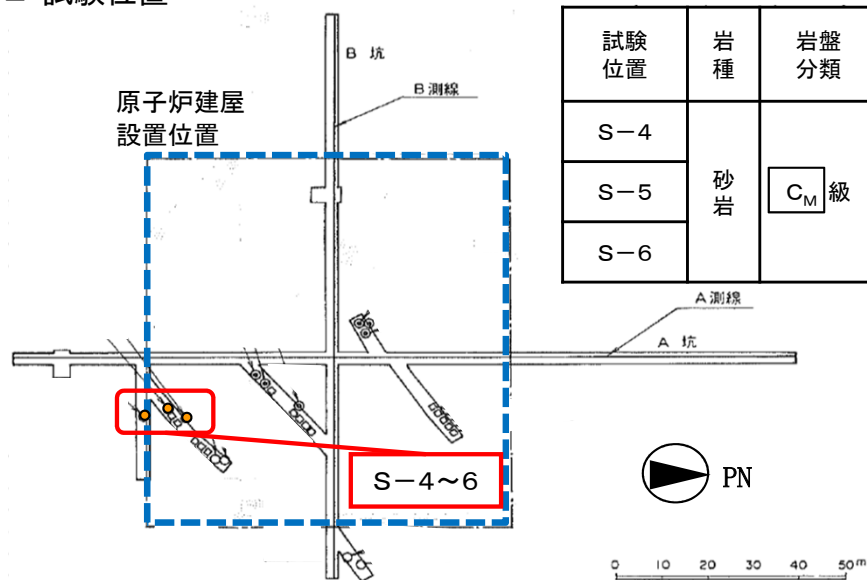 試験位置
B 坑
B 測線
原子炉建屋
設置位置
試験
位置
岩
種
岩盤
分類
S-4
S-5
S-6
砂
岩
CM 級
A 測線
A 坑
S-4~6
PN
0 10 20 30 40 50m